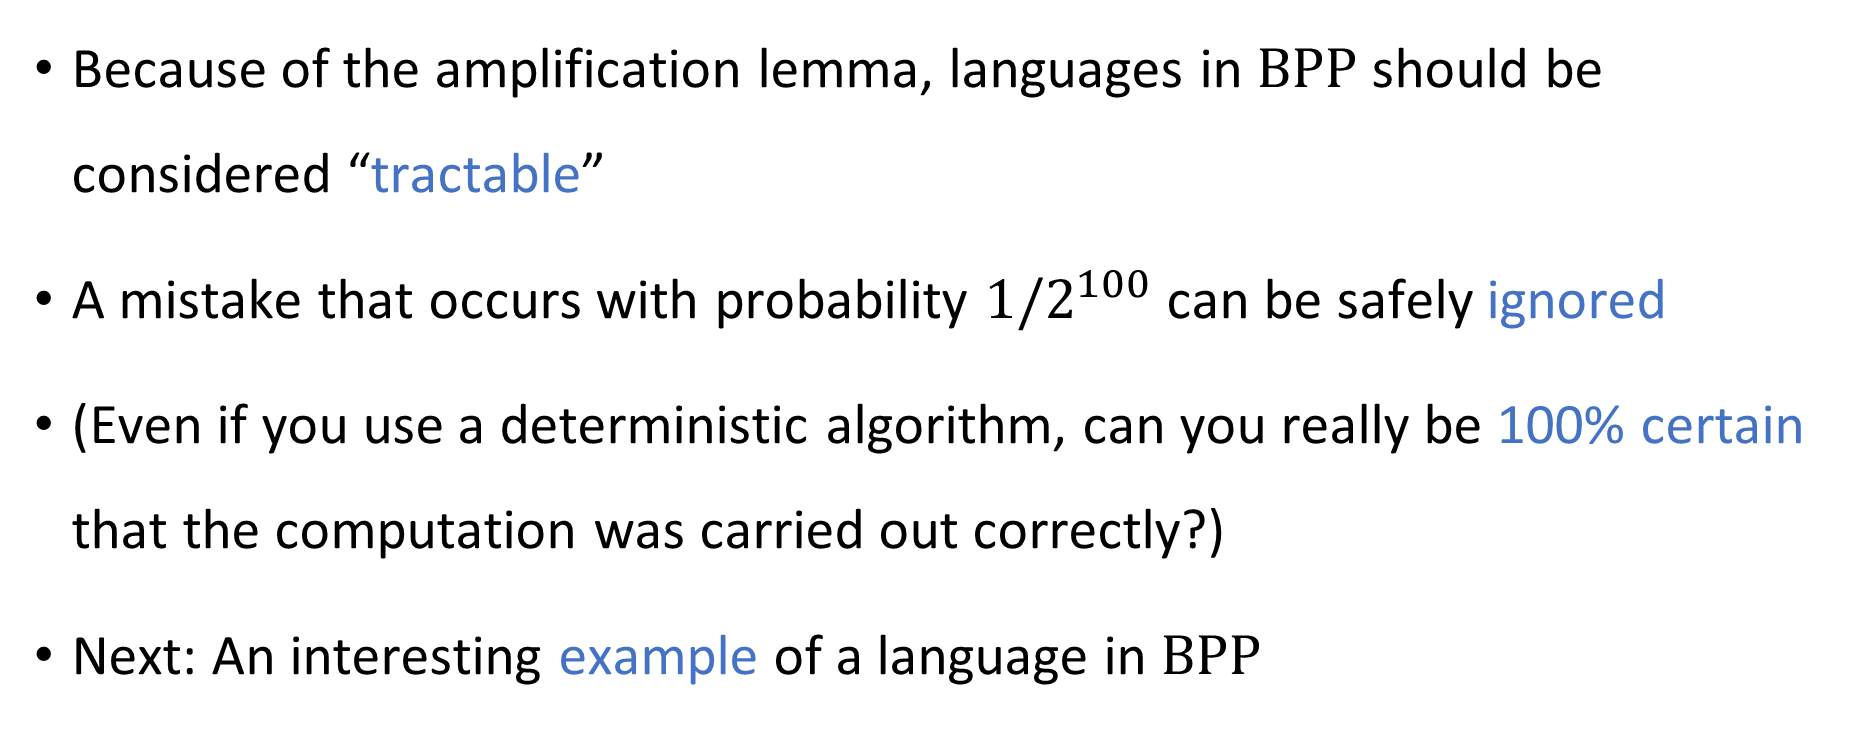 • Because of the amplification lemma, languages in BPP should be
considered “tractable”
• A mistake that occurs with probability 1/2¹⁰⁰ can be safely ignored
• (Even if you use a deterministic algorithm, can you really be 100% certain
that the computation was carried out correctly?)
• Next: An interesting example of a language in BPP